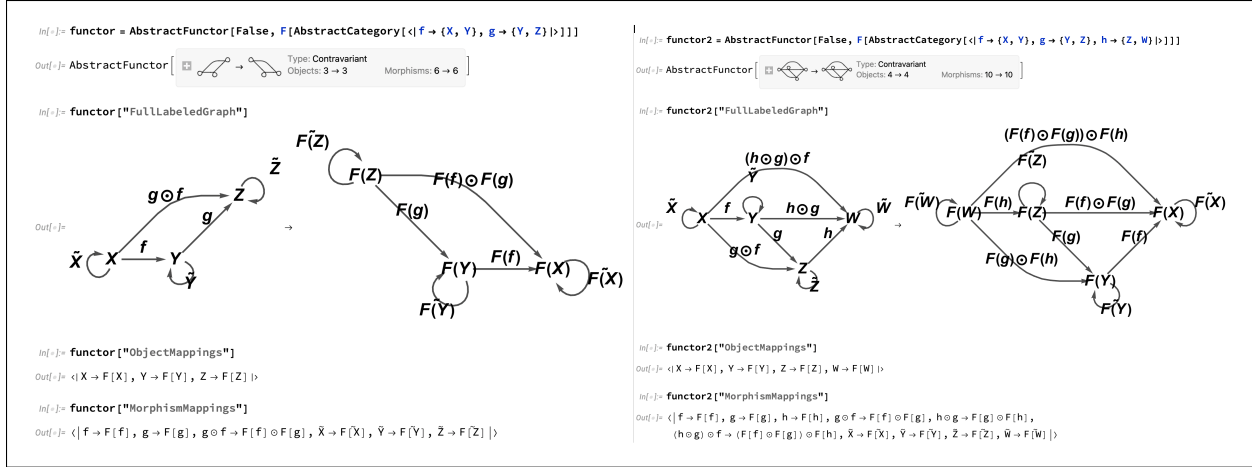 In[◦]:= functor = AbstractFunctor[False, F[AbstractCategory[<|f → {X, Y}, g → {Y, Z}|>]]]
Out[◦]= AbstractFunctor[ Type: Contravariant
Objects: 3 → 3 Morphisms: 6 → 6 ]
In[◦]:= functor["FullLabeledGraph"]
F(Z̃)
F(Z)
Z̃
Z
g⊙f
F(f)⊙F(g)
g
F(g)
Out[◦]=
→
f
X̃ X Y
Ỹ
F(f)
F(Y) F(X)
F(X̃)
F(Ỹ)
In[◦]:= functor["ObjectMappings"]
Out[◦]= <|X → F[X], Y → F[Y], Z → F[Z]|>
In[◦]:= functor["MorphismMappings"]
Out[◦]= <|f → F[f], g → F[g], g⊙f → F[f]⊙F[g], X̃ → F[X̃], Ỹ → F[Ỹ], Z̃ → F[Z̃]|>
In[◦]:= functor2 = AbstractFunctor[False, F[AbstractCategory[<|f → {X, Y}, g → {Y, Z}, h → {Z, W}|>]]]
Out[◦]= AbstractFunctor[ Type: Contravariant
Objects: 4 → 4 Morphisms: 10 → 10 ]
In[◦]:= functor2["FullLabeledGraph"]
(F(f)⊙F(g))⊙F(h)
(h⊙g)⊙f
Ỹ
F(Z̃)
X̃ X f Y h⊙g W W̃
F(W̃) F(W) F(h) F(Z) F(f)⊙F(g) F(X) F(X̃)
Out[◦]=
→
g h
g⊙f
Z
Z̃
F(g) F(f)
F(g)⊙F(h)
F(Y)
F(Ỹ)
In[◦]:= functor2["ObjectMappings"]
Out[◦]= <|X → F[X], Y → F[Y], Z → F[Z], W → F[W]|>
In[◦]:= functor2["MorphismMappings"]
Out[◦]= <|f → F[f], g → F[g], h → F[h], g⊙f → F[f]⊙F[g], h⊙g → F[g]⊙F[h],
(h⊙g)⊙f → (F[f]⊙F[g])⊙F[h], X̃ → F[X̃], Ỹ → F[Ỹ], Z̃ → F[Z̃], W̃ → F[W̃]|>